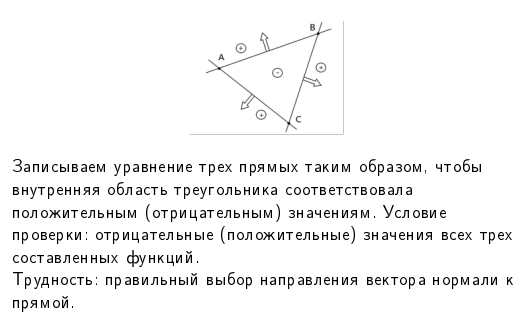 B
+
A
+
-
C
+
Записываем уравнение трех прямых таким образом, чтобы
внутренняя область треугольника соответствовала
положительным (отрицательным) значениям. Условие
проверки: отрицательные (положительные) значения всех трех
составленных функций.
Трудность: правильный выбор направления вектора нормали к
прямой.